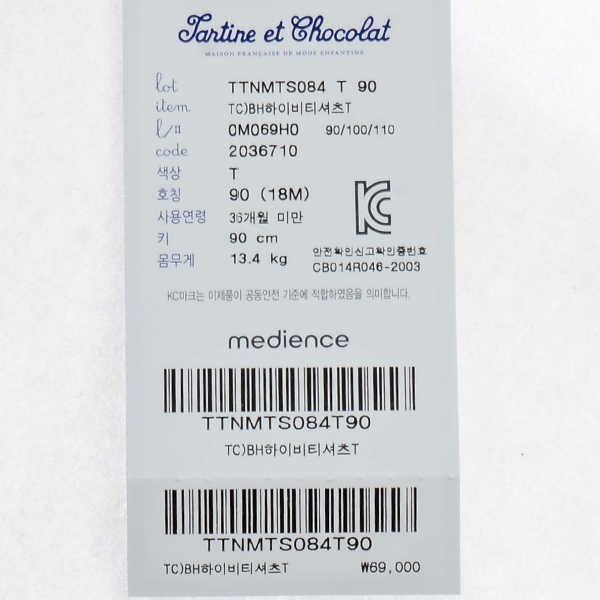 Tartine et Chocolat
MAISON FRANÇAISE DE MODE ENFANTINE
lot TTNMTS084 T 90
item TC)BH하이비티셔츠T
l/# 0M069H0 90/100/110
code 2036710
색상 T
호칭 90 (18M)
사용연령 36개월 미만
키 90 cm
몸무게 13.4 kg
안전확인신고확인증번호
CB014R046-2003
KC마크는 이제품이 공통안전 기준에 적합하였음을 의미합니다.
medience
TTNMTS084T90
TC)BH하이비티셔츠T
TTNMTS084T90
TC)BH하이비티셔츠T ₩69,000